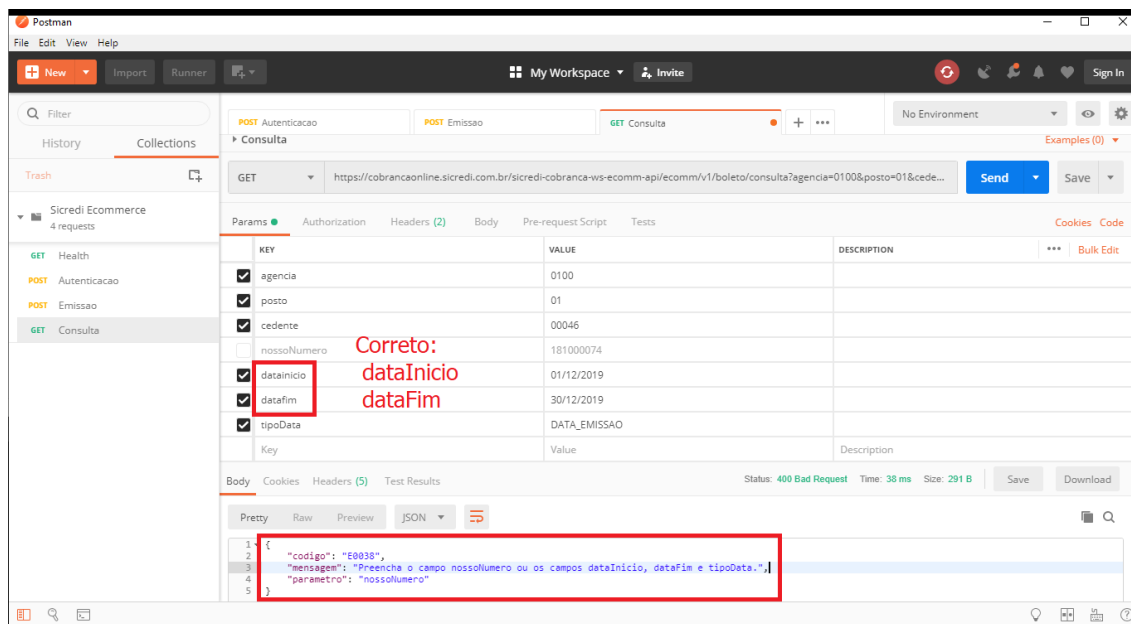 Postman
File Edit View Help
New Import Runner My Workspace Invite Sign In
Filter
History Collections
Trash
Sicredi Ecommerce
4 requests
GET Health
POST Autenticacao
POST Emissao
GET Consulta
POST Autenticacao POST Emissao GET Consulta No Environment
Consulta Examples (0)
GET https://cobrancaonline.sicredi.com.br/sicredi-cobranca-ws-ecomm-api/ecomm/v1/boleto/consulta?agencia=0100&posto=01&cede... Send Save
Params Authorization Headers (2) Body Pre-request Script Tests Cookies Code
KEY VALUE DESCRIPTION Bulk Edit
agencia 0100
posto 01
cedente 00046
nossoNumero 181000074
datainicio 01/12/2019
datafim 30/12/2019
tipoData DATA_EMISSAO
Key Value Description
Correto:
dataInicio
dataFim
Body Cookies Headers (5) Test Results Status: 400 Bad Request Time: 38 ms Size: 291 B Save Download
Pretty Raw Preview JSON
1 {
2 "codigo": "E0038",
3 "mensagem": "Preencha o campo nossoNumero ou os campos dataInicio, dataFim e tipoData.",
4 "parametro": "nossoNumero"
5 }